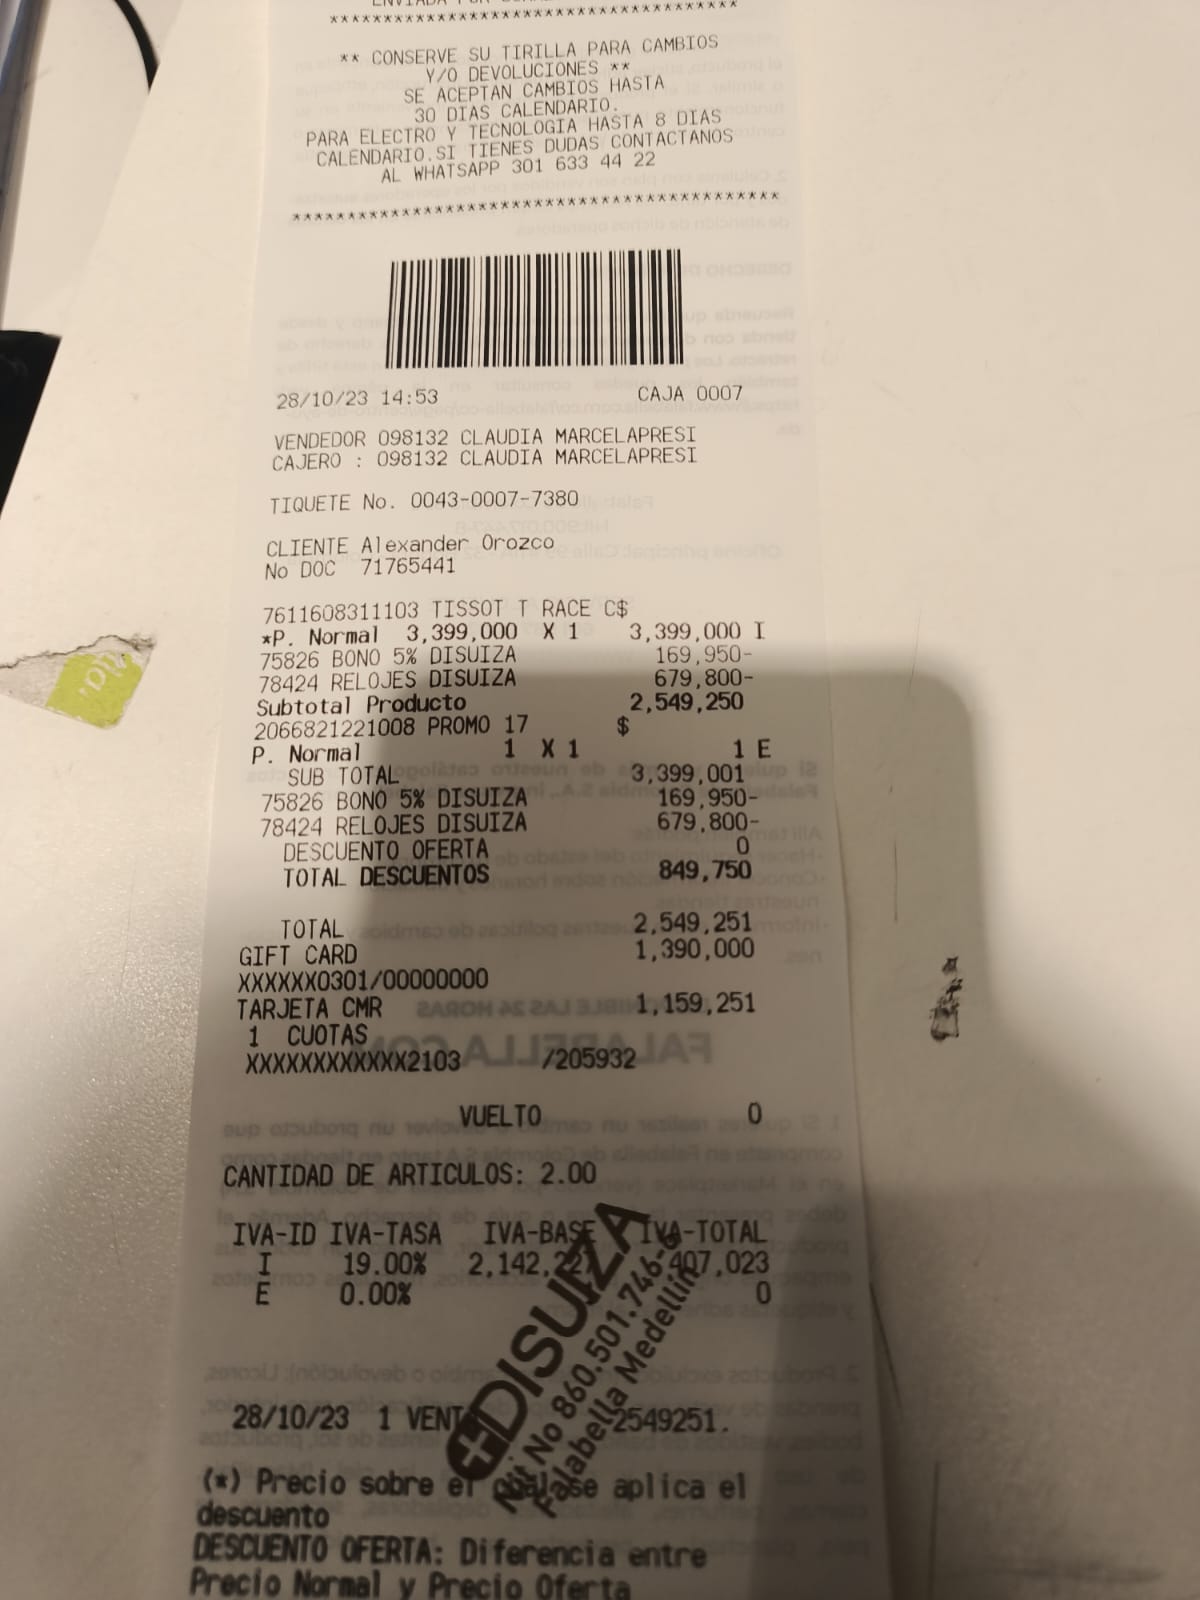 ************************************
** CONSERVE SU TIRILLA PARA CAMBIOS
Y/O DEVOLUCIONES **
SE ACEPTAN CAMBIOS HASTA
30 DIAS CALENDARIO.
PARA ELECTRO Y TECNOLOGIA HASTA 8 DIAS
CALENDARIO.SI TIENES DUDAS CONTACTANOS
AL WHATSAPP 301 633 44 22
******************************************
28/10/23 14:53 CAJA 0007
VENDEDOR 098132 CLAUDIA MARCELAPRESI
CAJERO : 098132 CLAUDIA MARCELAPRESI
TIQUETE No. 0043-0007-7380
CLIENTE Alexander Orozco
No DOC 71765441
7611608311103 TISSOT T RACE C$
*P. Normal 3,399,000 X 1 3,399,000 I
75826 BONO 5% DISUIZA 169,950-
78424 RELOJES DISUIZA 679,800-
Subtotal Producto 2,549,250
2066821221008 PROMO 17 $
P. Normal 1 X 1 1 E
SUB TOTAL 3,399,001
75826 BONO 5% DISUIZA 169,950-
78424 RELOJES DISUIZA 679,800-
DESCUENTO OFERTA 0
TOTAL DESCUENTOS 849,750
TOTAL 2,549,251
GIFT CARD 1,390,000
XXXXXX0301/00000000
TARJETA CMR 1,159,251
1 CUOTAS
XXXXXXXXXXXX2103 /205932
VUELTO 0
CANTIDAD DE ARTICULOS: 2.00
IVA-ID IVA-TASA IVA-BASE IVA-TOTAL
I 19.00% 2,142,227 407,023
E 0.00% 0
DISUIZA
Nit No 860.501.746-6
Falabella Medellín
28/10/23 1 VENT 2549251.
(*) Precio sobre el cual se aplica el
descuento
DESCUENTO OFERTA: Diferencia entre
Precio Normal y Precio Oferta